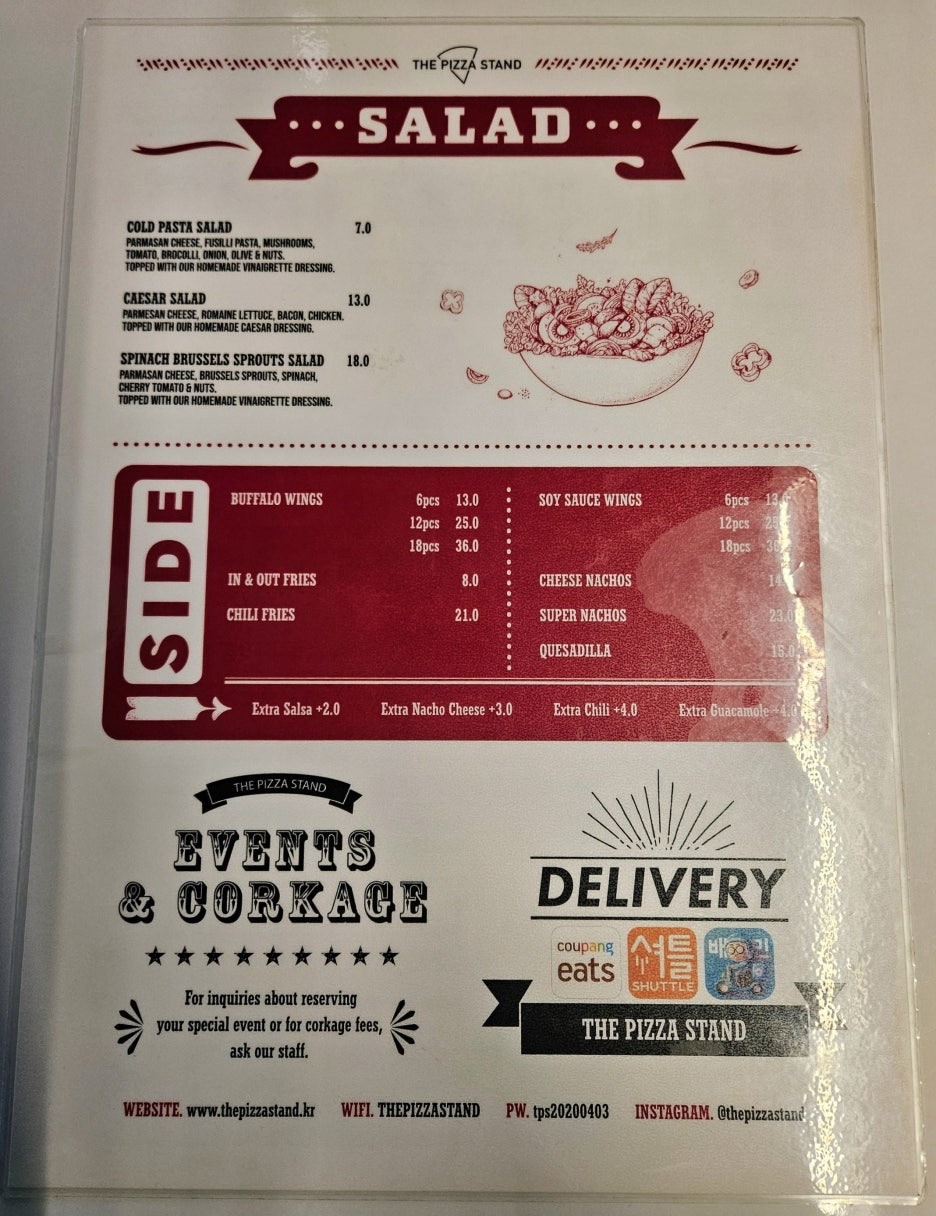 THE PIZZA STAND
SALAD
COLD PASTA SALAD 7.0
PARMASAN CHEESE, FUSILLI PASTA, MUSHROOMS,
TOMATO, BROCOLLI, ONION, OLIVE & NUTS.
TOPPED WITH OUR HOMEMADE VINAIGRETTE DRESSING.
CAESAR SALAD 13.0
PARMESAN CHEESE, ROMAINE LETTUCE, BACON, CHICKEN.
TOPPED WITH OUR HOMEMADE CAESAR DRESSING.
SPINACH BRUSSELS SPROUTS SALAD 18.0
PARMASAN CHEESE, BRUSSELS SPROUTS, SPINACH,
CHERRY TOMATO & NUTS.
TOPPED WITH OUR HOMEMADE VINAIGRETTE DRESSING.
SIDE
BUFFALO WINGS 6pcs 13.0
12pcs 25.0
18pcs 36.0
IN & OUT FRIES 8.0
CHILI FRIES 21.0
SOY SAUCE WINGS 6pcs 13.0
12pcs
18pcs
CHEESE NACHOS
SUPER NACHOS 23.0
QUESADILLA
Extra Salsa +2.0 Extra Nacho Cheese +3.0 Extra Chili +4.0 Extra Guacamole +4.0
THE PIZZA STAND
EVENTS
& CORKAGE
For inquiries about reserving
your special event or for corkage fees,
ask our staff.
DELIVERY
coupang
eats
셔틀
SHUTTLE
THE PIZZA STAND
WEBSITE. www.thepizzastand.kr WIFI. THEPIZZASTAND PW. tps20200403 INSTAGRAM. @thepizzastand